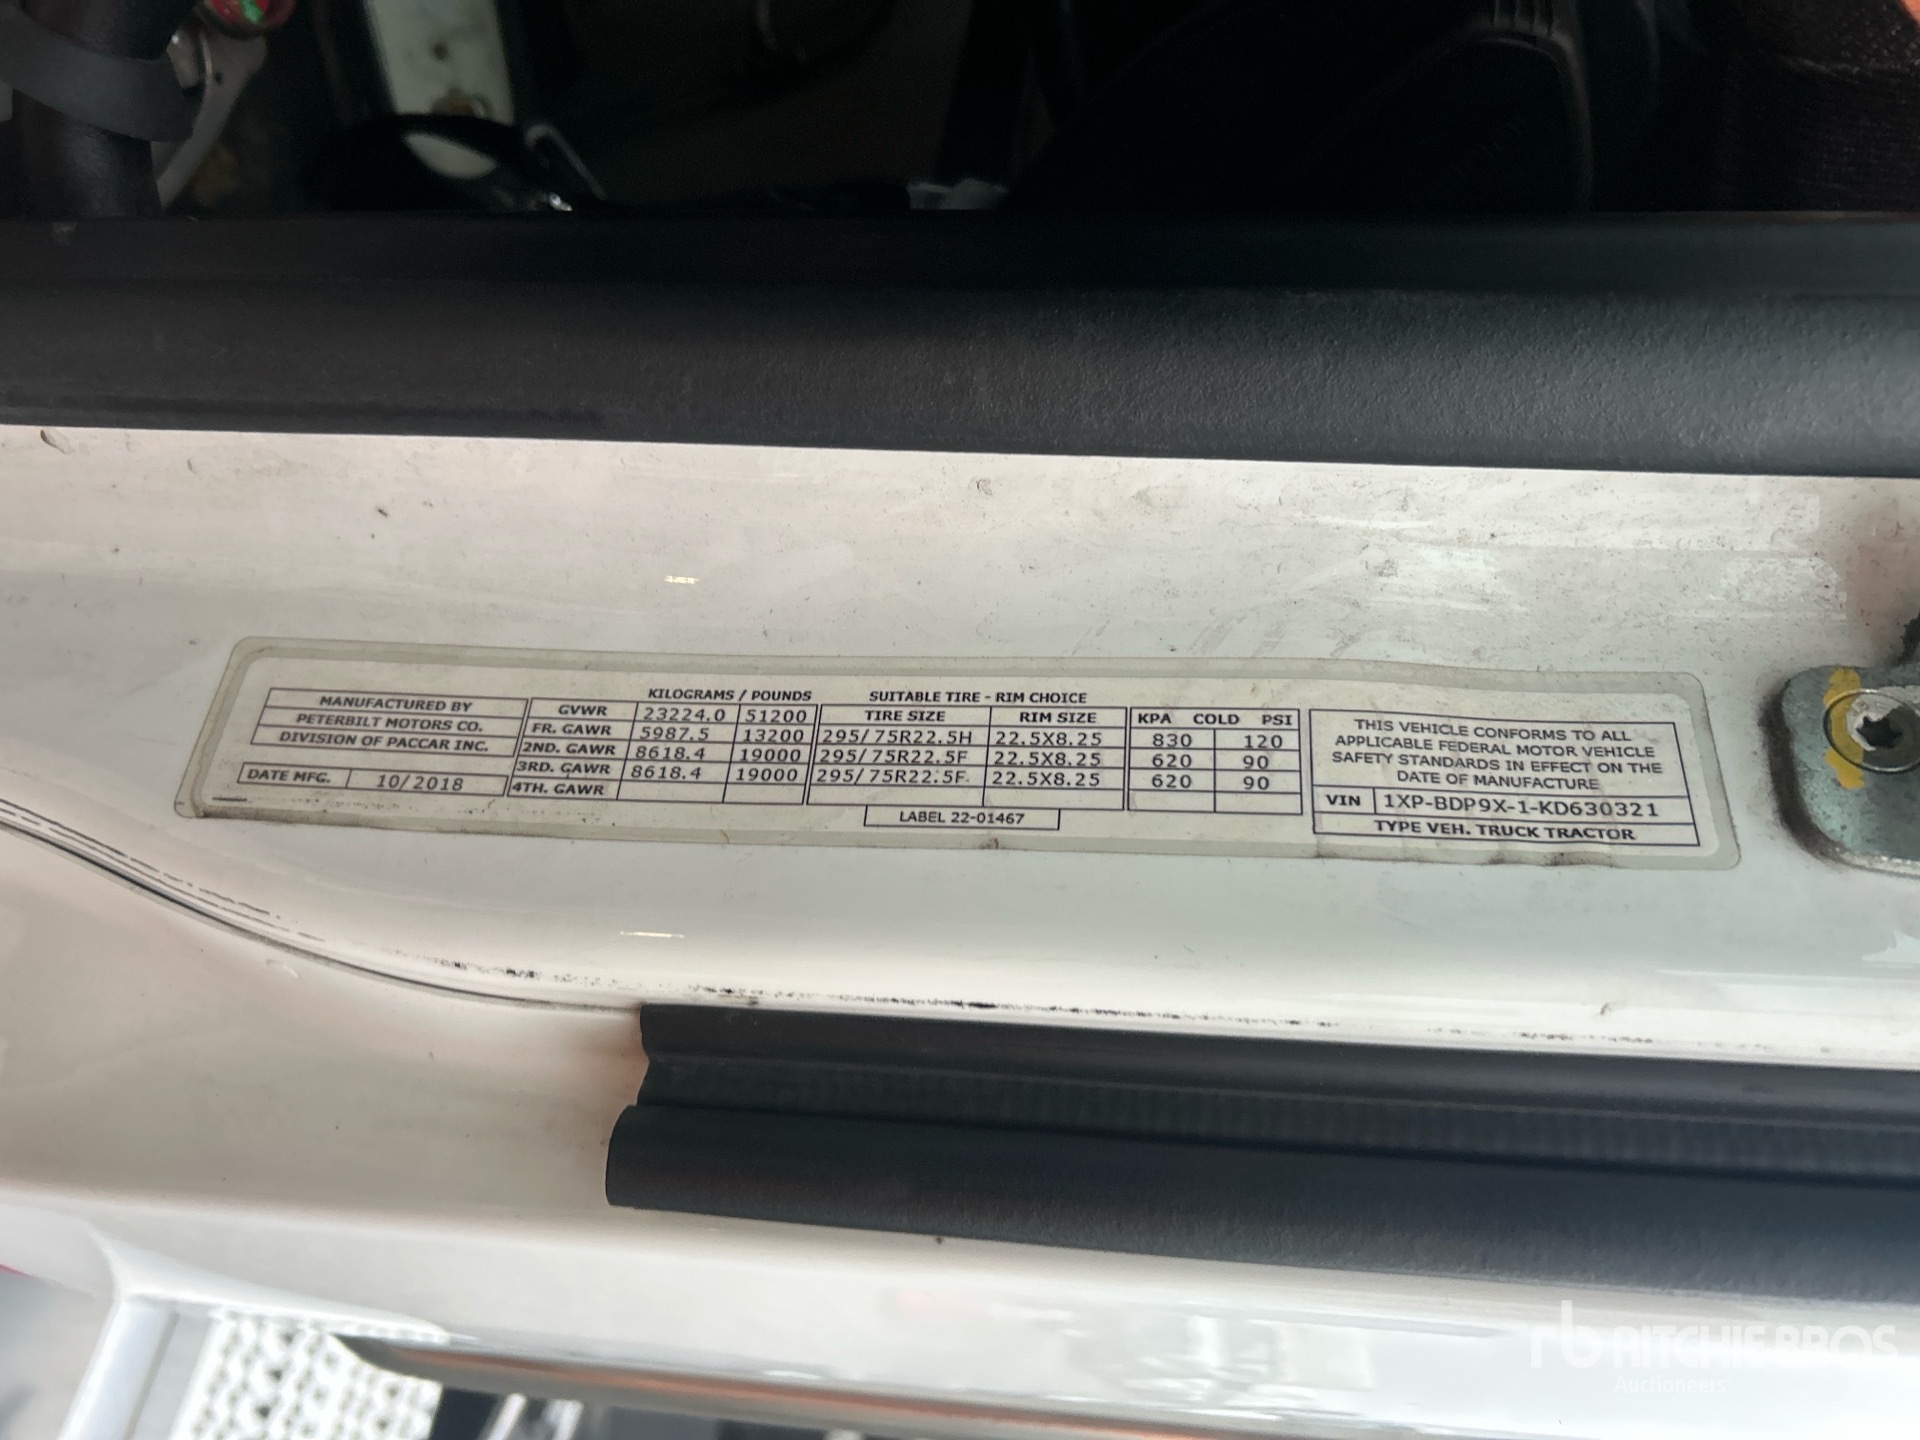 MANUFACTURED BY
PETERBILT MOTORS CO.
DIVISION OF PACCAR INC.
DATE MFG. 10/2018
KILOGRAMS / POUNDS
GVWR 23224.0 51200
FR. GAWR 5987.5 13200
2ND. GAWR 8618.4 19000
3RD. GAWR 8618.4 19000
4TH. GAWR
SUITABLE TIRE - RIM CHOICE
TIRE SIZE RIM SIZE
295/75R22.5H 22.5X8.25
295/75R22.5F 22.5X8.25
295/75R22.5F 22.5X8.25
KPA COLD PSI
830 120
620 90
620 90
LABEL 22-01467
THIS VEHICLE CONFORMS TO ALL
APPLICABLE FEDERAL MOTOR VEHICLE
SAFETY STANDARDS IN EFFECT ON THE
DATE OF MANUFACTURE
VIN 1XP-BDP9X-1-KD630321
TYPE VEH. TRUCK TRACTOR
rb RITCHIE BROS
Auctioneers